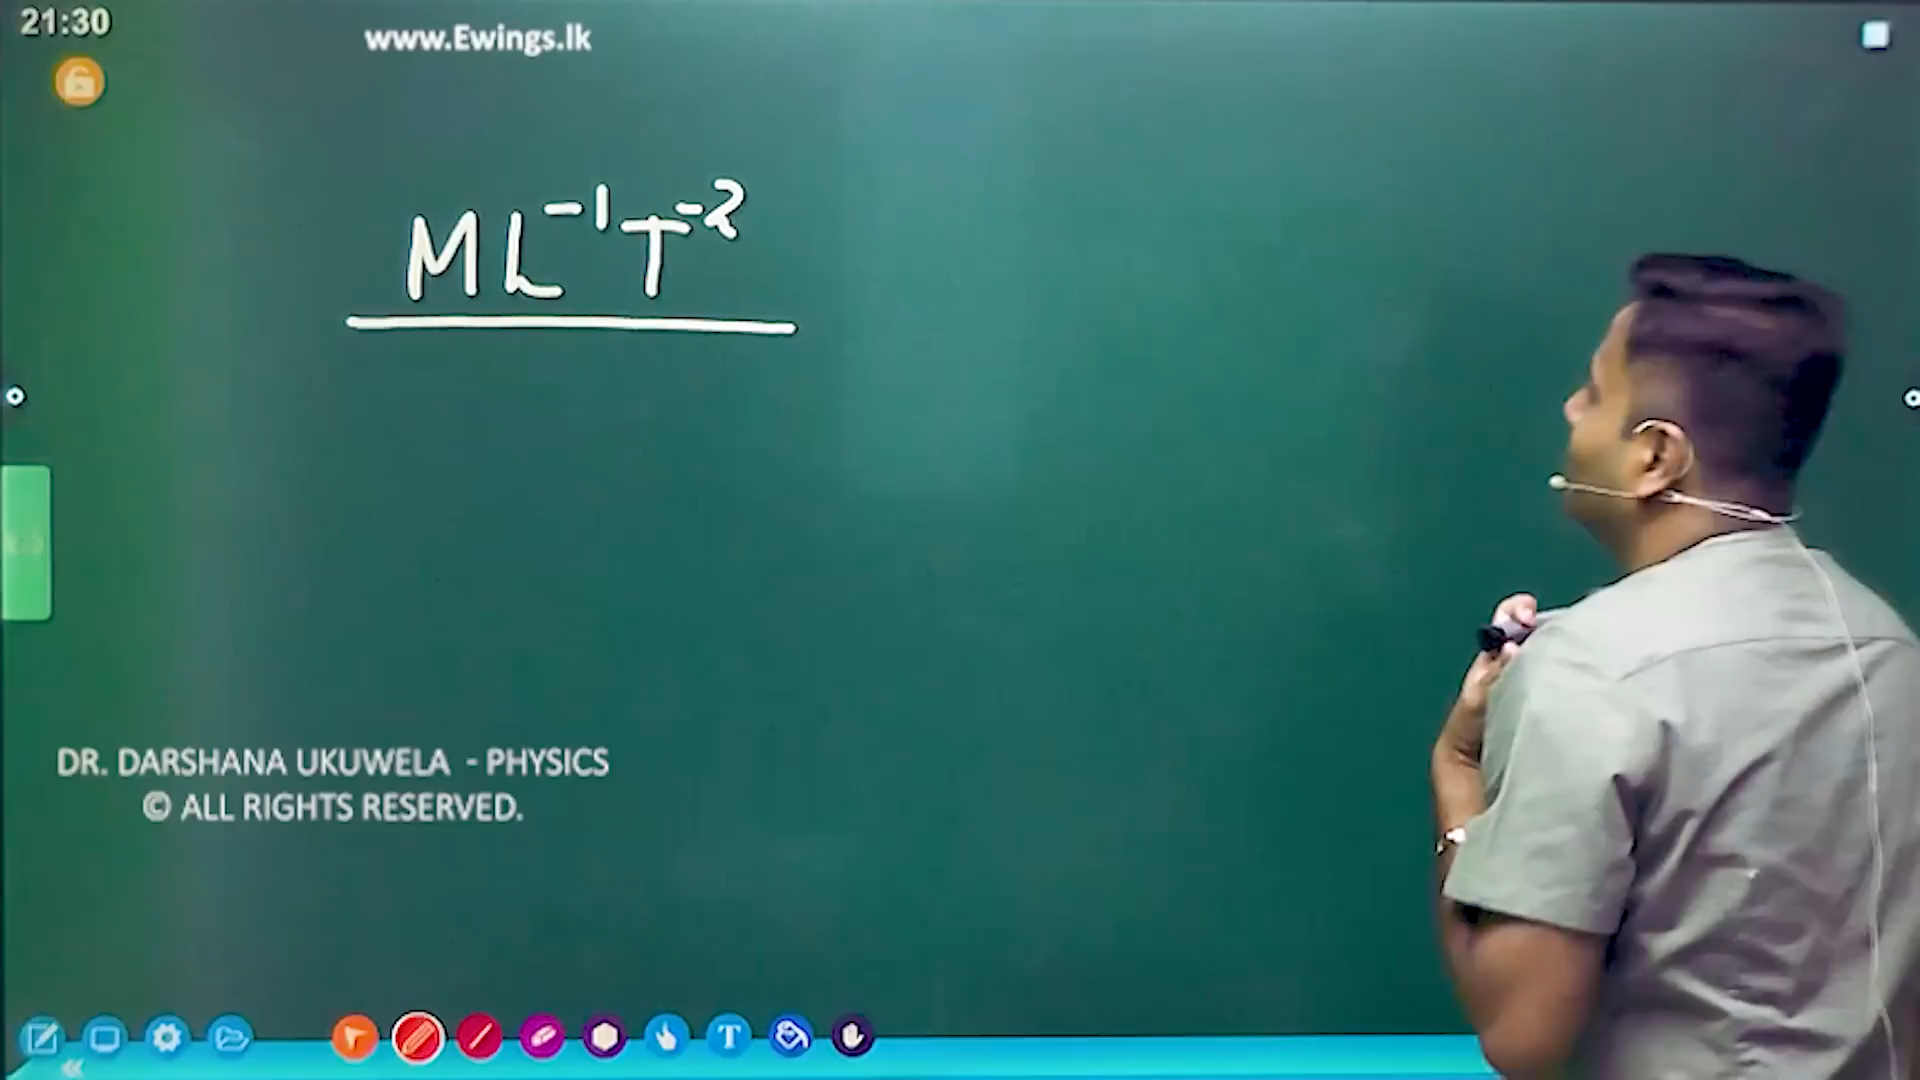 21:30
www.Ewings.lk
ML⁻¹T⁻²
DR. DARSHANA UKUWELA - PHYSICS
© ALL RIGHTS RESERVED.
T